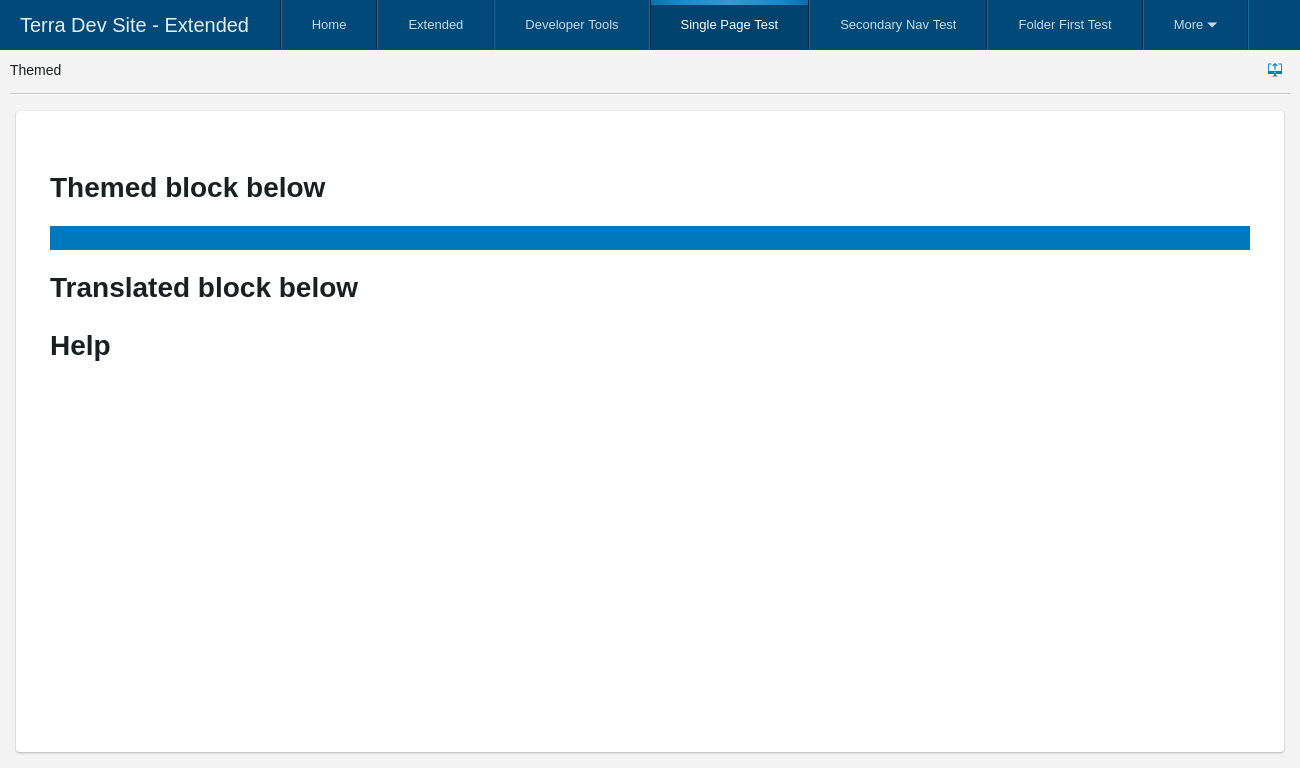 Terra Dev Site - Extended
Home
Extended
Developer Tools
Single Page Test
Secondary Nav Test
Folder First Test
More
Themed
Themed block below
Translated block below
Help